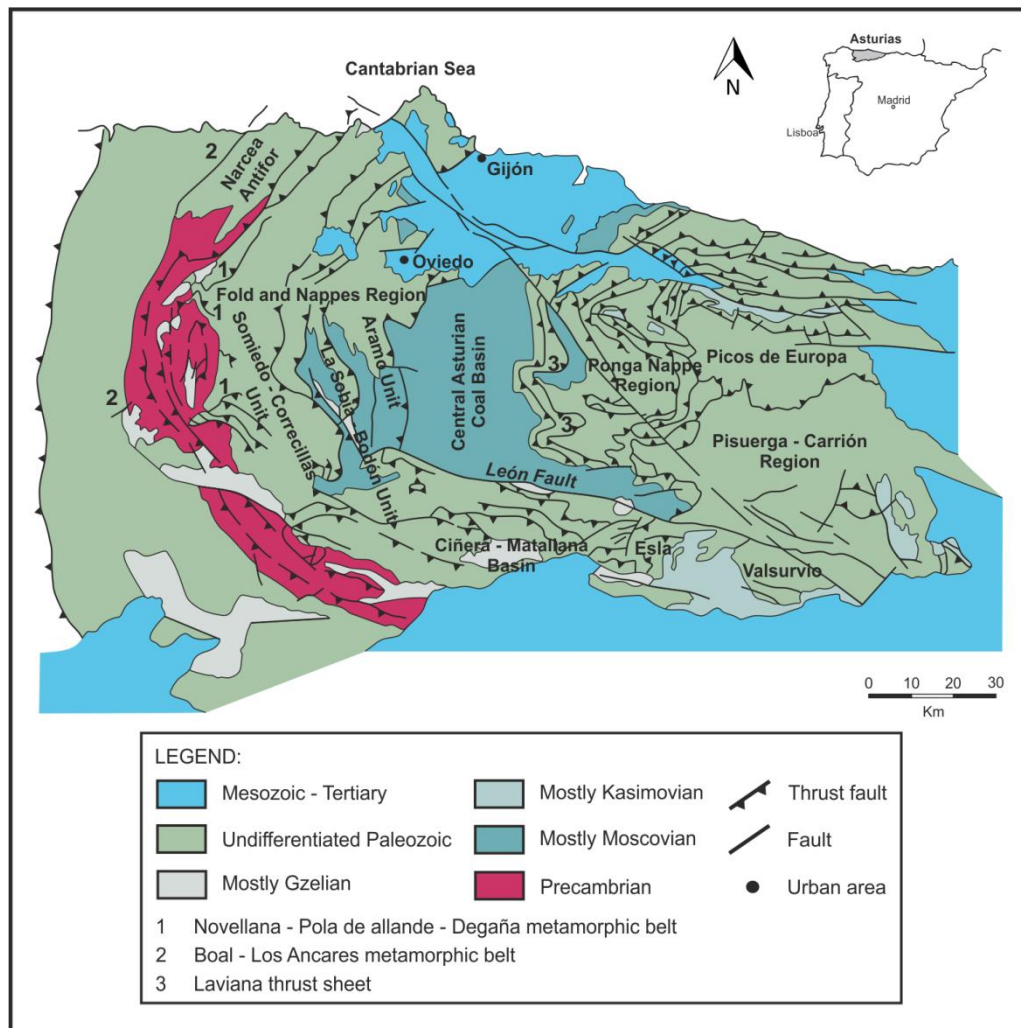 Asturias
Madrid
Lisboa
N
Cantabrian Sea
2
Narcea
Antifor
Gijón
Oviedo
1
Fold and Nappes Region
1
Somiedo - Correcillas
Unit
1
2
La Sobia - Bodón Unit
Aramo Unit
Central Asturian
Coal Basin
3
Ponga Nappe
Region
Picos de Europa
3
Pisuerga - Carrión
Region
León Fault
Ciñera - Matallana
Basin
Esla
Valsurvio
0 10 20 30
Km
LEGEND:
Mesozoic - Tertiary
Mostly Kasimovian
Thrust fault
Undifferentiated Paleozoic
Mostly Moscovian
Fault
Mostly Gzelian
Precambrian
Urban area
1 Novellana - Pola de allande - Degaña metamorphic belt
2 Boal - Los Ancares metamorphic belt
3 Laviana thrust sheet